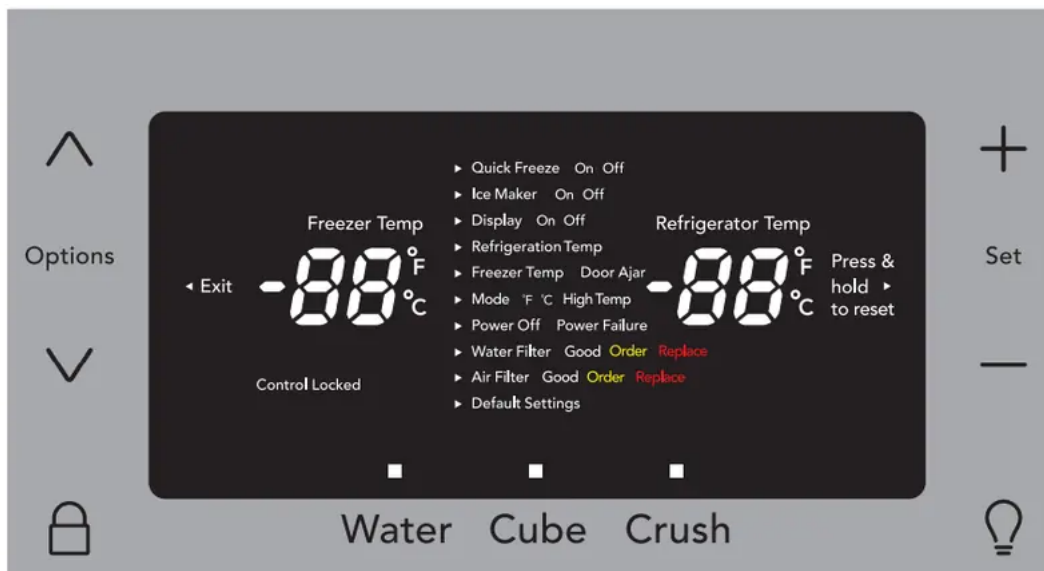 Quick Freeze On Off
Ice Maker On Off
Display On Off
Refrigeration Temp
Freezer Temp Door Ajar
Mode °F °C High Temp
Power Off Power Failure
Water Filter Good Order Replace
Air Filter Good Order Replace
Default Settings
Options
Exit
Freezer Temp
-88 °F °C
Control Locked
Refrigerator Temp
-88 °F °C
Press &
hold
to reset
Set
Water Cube Crush